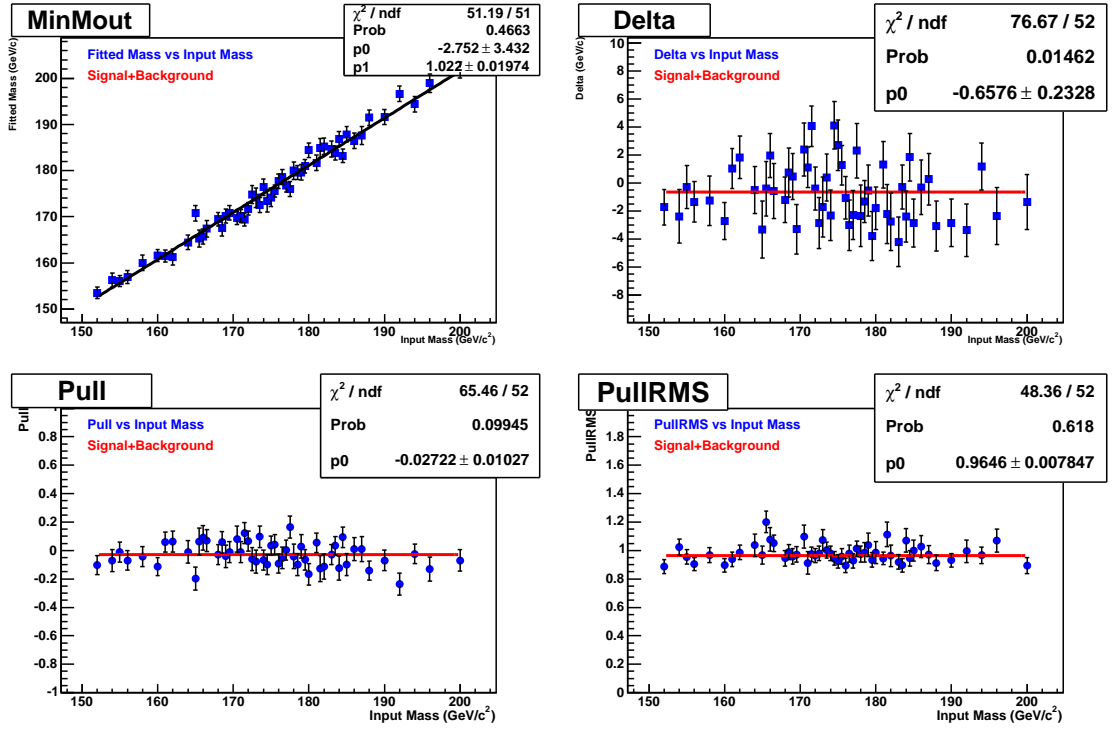 MinMout
χ² / ndf 51.19 / 51
Prob 0.4663
p0 -2.752 ± 3.432
p1 1.022 ± 0.01974
Fitted Mass vs Input Mass
Signal+Background
Fitted Mass (GeV/c)
200
190
180
170
160
150
150 160 170 180 190 200
Input Mass (GeV/c²)
Delta
χ² / ndf 76.67 / 52
Prob 0.01462
p0 -0.6576 ± 0.2328
Delta vs Input Mass
Signal+Background
Delta (GeV/c)
10
8
6
4
2
0
-2
-4
-6
-8
150 160 170 180 190 200
Input Mass (GeV/c²)
Pull
χ² / ndf 65.46 / 52
Prob 0.09945
p0 -0.02722 ± 0.01027
Pull vs Input Mass
Signal+Background
Pull
1
0.8
0.6
0.4
0.2
0
-0.2
-0.4
-0.6
-0.8
-1
150 160 170 180 190 200
Input Mass (GeV/c²)
PullRMS
χ² / ndf 48.36 / 52
Prob 0.618
p0 0.9646 ± 0.007847
PullRMS vs Input Mass
Signal+Background
PullRMS
1.8
1.6
1.4
1.2
1
0.8
0.6
0.4
0.2
0
150 160 170 180 190 200
Input Mass (GeV/c²)